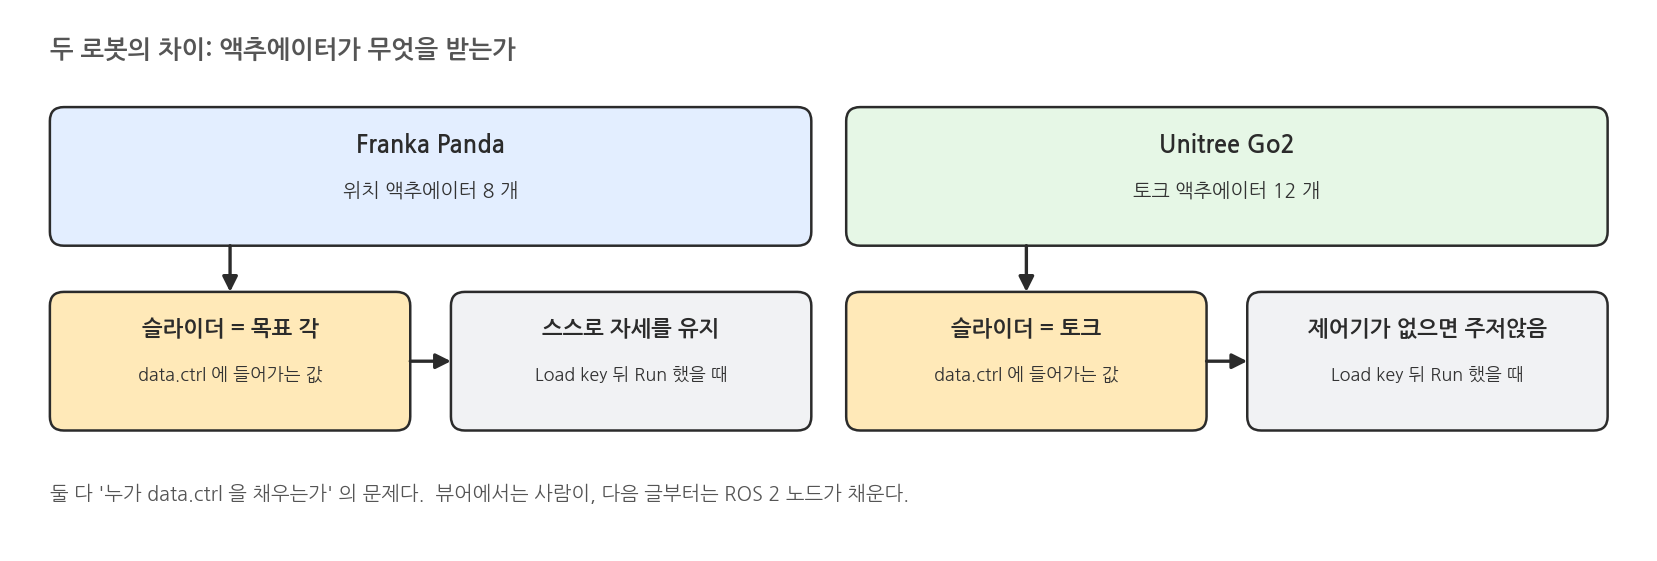 두 로봇의 차이: 액추에이터가 무엇을 받는가
Franka Panda
위치 액추에이터 8 개
Unitree Go2
토크 액추에이터 12 개
슬라이더 = 목표 각
data.ctrl 에 들어가는 값
스스로 자세를 유지
Load key 뒤 Run 했을 때
슬라이더 = 토크
data.ctrl 에 들어가는 값
제어기가 없으면 주저앉음
Load key 뒤 Run 했을 때
둘 다 '누가 data.ctrl 을 채우는가' 의 문제다. 뷰어에서는 사람이, 다음 글부터는 ROS 2 노드가 채운다.